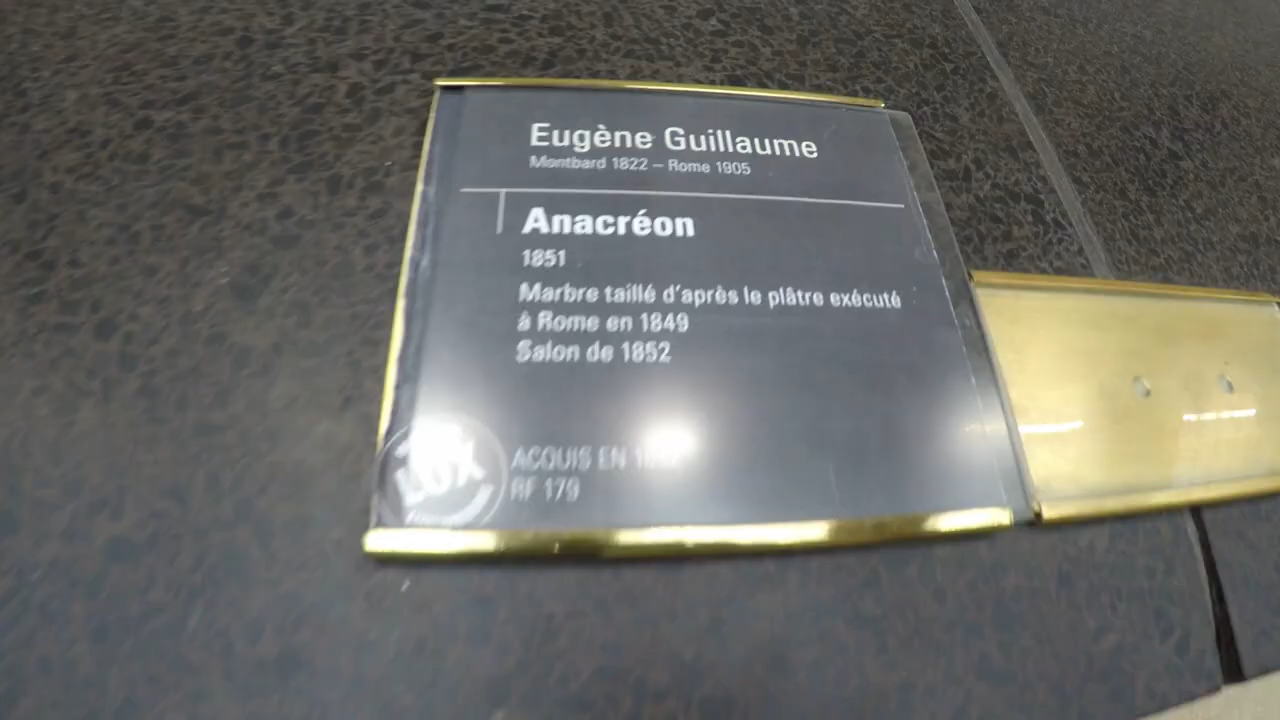 Eugène Guillaume
Montbard 1822 – Rome 1905
Anacréon
1851
Marbre taillé d'après le plâtre exécuté
à Rome en 1849
Salon de 1852
ACQUIS EN
RF 179